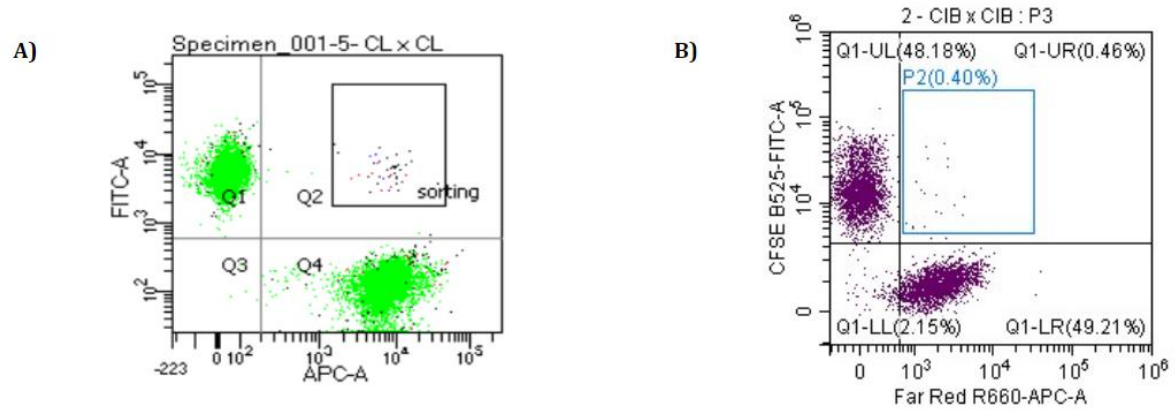 A)
Specimen_001-5- CL x CL
FITC-A
10^5
10^4
10^3
10^2
Q1
Q2
sorting
Q3
Q4
-223
0 10^2
10^3
10^4
10^5
APC-A
B)
2 - CIB x CIB : P3
CFSE B525-FITC-A
10^6
10^5
10^4
0
Q1-UL(48.18%)
Q1-UR(0.46%)
P2(0.40%)
Q1-LL(2.15%)
Q1-LR(49.21%)
0
10^3
10^4
10^5
10^6
Far Red R660-APC-A